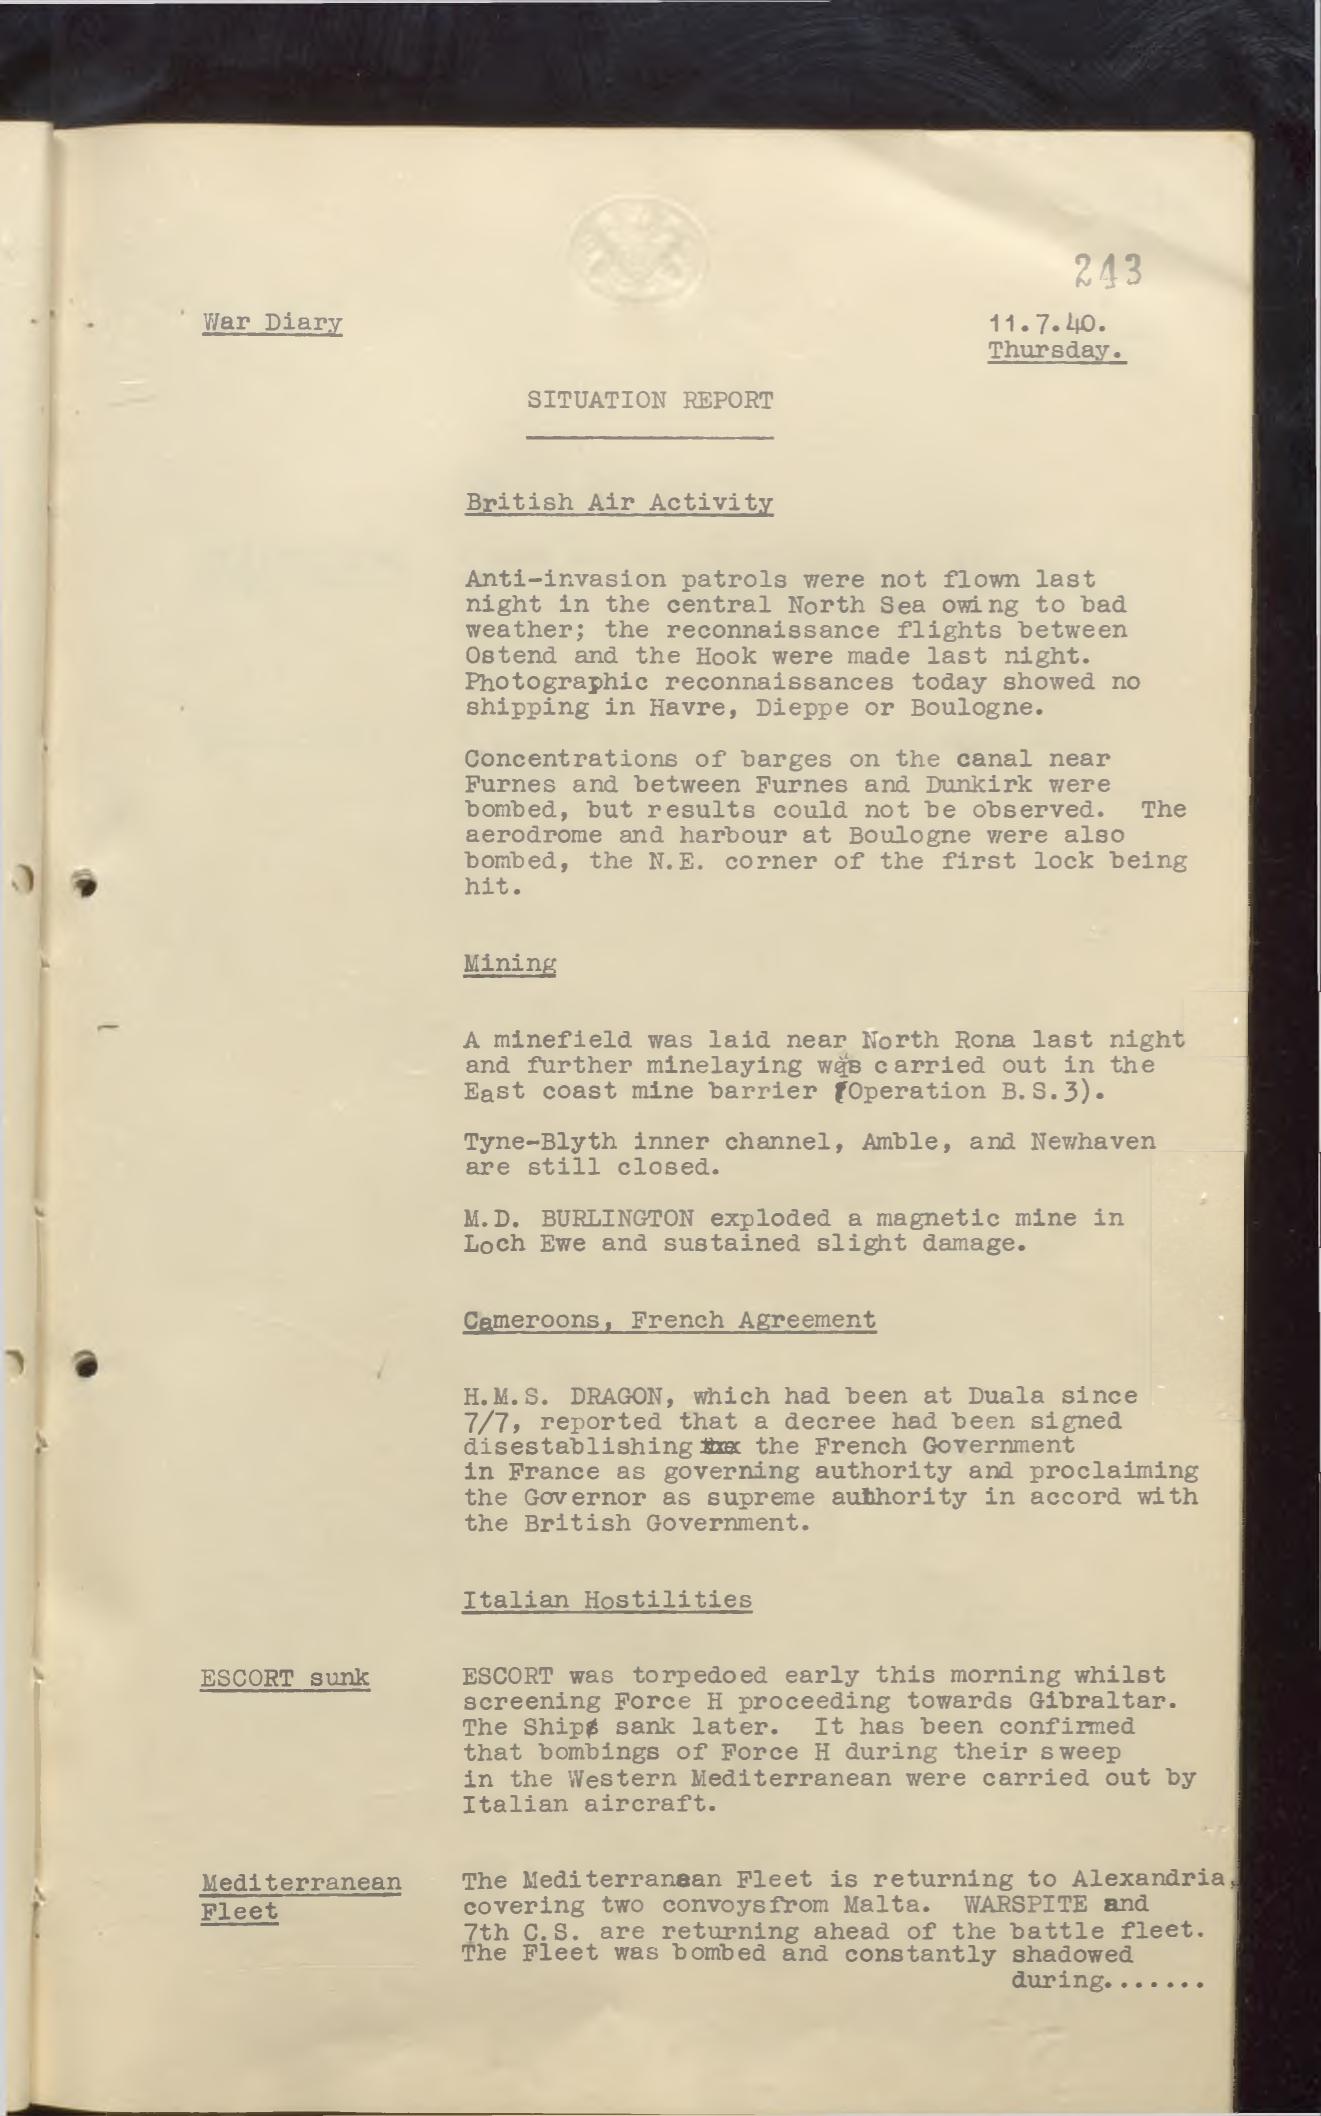 243
War Diary
11.7.40.
Thursday.
SITUATION REPORT
British Air Activity
Anti-invasion patrols were not flown last
night in the central North Sea owing to bad
weather; the reconnaissance flights between
Ostend and the Hook were made last night.
Photographic reconnaissances today showed no
shipping in Havre, Dieppe or Boulogne.
Concentrations of barges on the canal near
Furnes and between Furnes and Dunkirk were
bombed, but results could not be observed. The
aerodrome and harbour at Boulogne were also
bombed, the N.E. corner of the first lock being
hit.
Mining
A minefield was laid near North Rona last night
and further minelaying was carried out in the
East coast mine barrier (Operation B.S.3).
Tyne-Blyth inner channel, Amble, and Newhaven
are still closed.
M.D. BURLINGTON exploded a magnetic mine in
Loch Ewe and sustained slight damage.
Cameroons, French Agreement
H.M.S. DRAGON, which had been at Duala since
7/7, reported that a decree had been signed
disestablishing the French Government
in France as governing authority and proclaiming
the Governor as supreme authority in accord with
the British Government.
Italian Hostilities
ESCORT sunk
ESCORT was torpedoed early this morning whilst
screening Force H proceeding towards Gibraltar.
The Ship sank later. It has been confirmed
that bombings of Force H during their sweep
in the Western Mediterranean were carried out by
Italian aircraft.
Mediterranean
Fleet
The Mediterranean Fleet is returning to Alexandria,
covering two convoysfrom Malta. WARSPITE and
7th C.S. are returning ahead of the battle fleet.
The Fleet was bombed and constantly shadowed
during.......